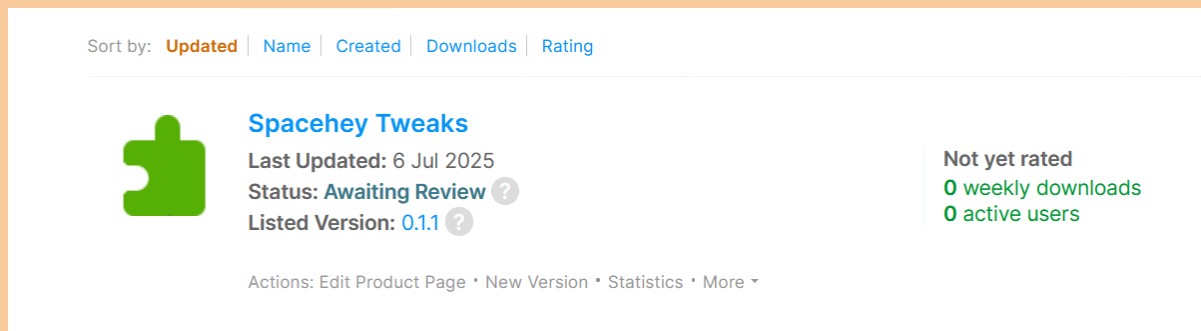 Sort by: Updated Name Created Downloads Rating
Spacehey Tweaks
Last Updated: 6 Jul 2025
Status: Awaiting Review ?
Listed Version: 0.1.1 ?
Not yet rated
0 weekly downloads
0 active users
Actions: Edit Product Page · New Version · Statistics · More